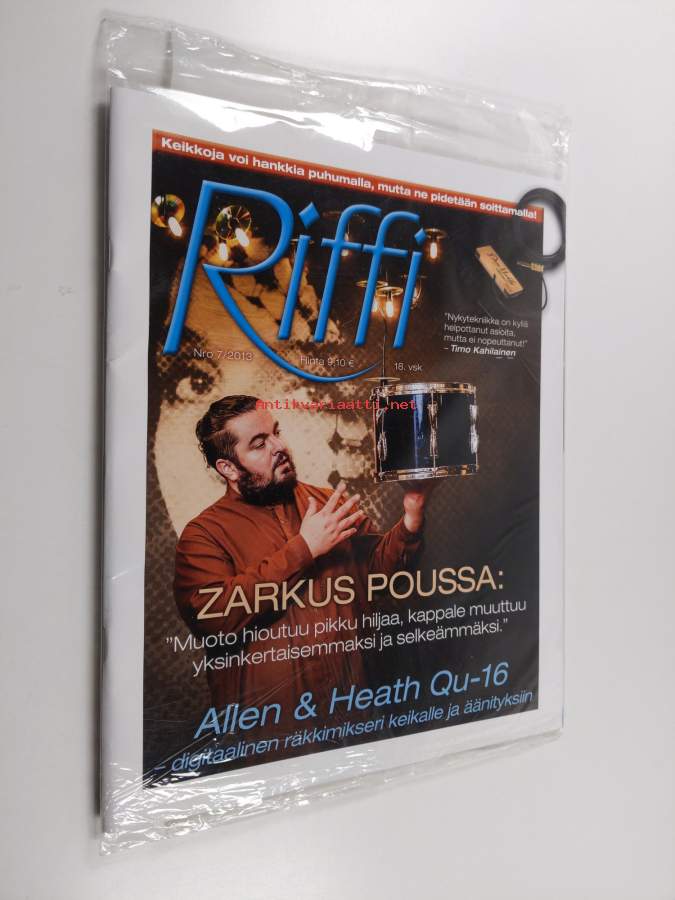 Keikkoja voi hankkia puhumalla, mutta ne pidetään soittamalla!
Riffi
"Nykytekniikka on kyllä
helpottanut asioita,
mutta ei nopeuttanut!"
– Timo Kahilainen
Nro 7/2013
Hinta 9,10 €
18. vsk
Antikvariaatti.net
ZARKUS POUSSA:
"Muoto hioutuu pikku hiljaa, kappale muuttuu
yksinkertaisemmaksi ja selkeämmäksi."
Allen & Heath Qu-16
– digitaalinen räkkimikseri keikalle ja äänityksiin